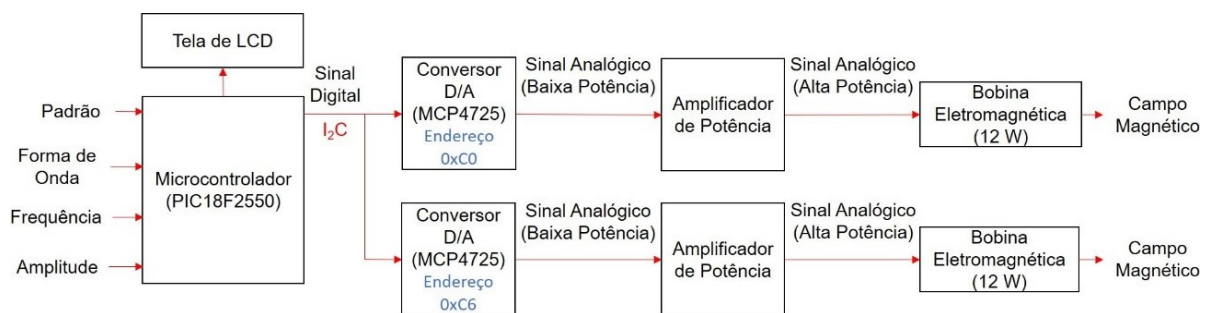 Tela de LCD
Padrão
Forma de
Onda
Frequência
Amplitude
Microcontrolador
(PIC18F2550)
Sinal
Digital
I₂C
Conversor
D/A
(MCP4725)
Endereço
0xC0
Sinal Analógico
(Baixa Potência)
Amplificador
de Potência
Sinal Analógico
(Alta Potência)
Bobina
Eletromagnética
(12 W)
Campo
Magnético
Conversor
D/A
(MCP4725)
Endereço
0xC6
Sinal Analógico
(Baixa Potência)
Amplificador
de Potência
Sinal Analógico
(Alta Potência)
Bobina
Eletromagnética
(12 W)
Campo
Magnético